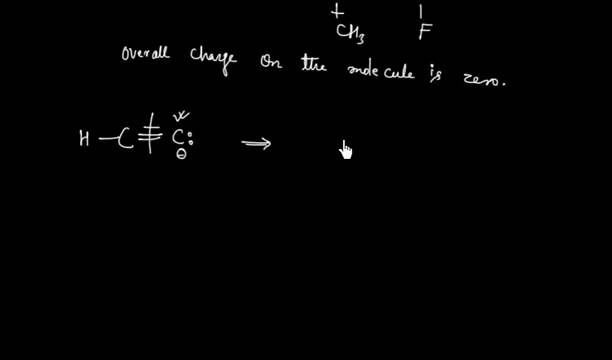 + |
CH3 F
Overall charge on the molecule is zero.
H - C ≡ C: ⊖ ⇒